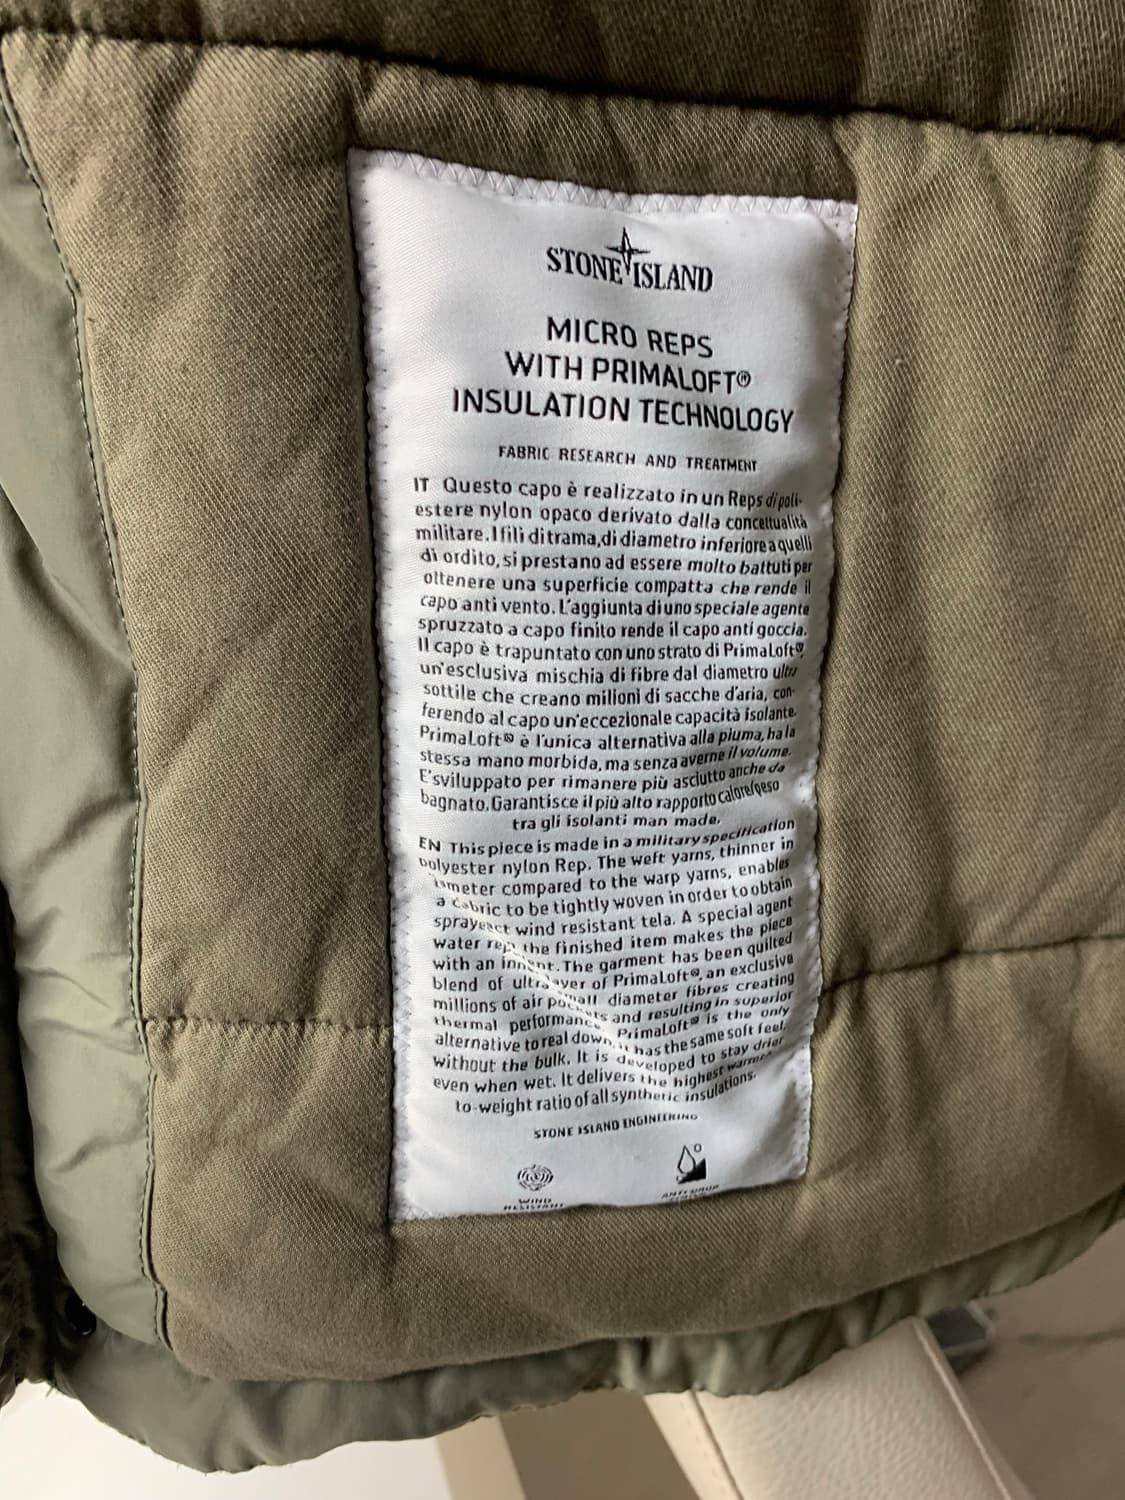 STONE ISLAND
MICRO REPS
WITH PRIMALOFT®
INSULATION TECHNOLOGY
FABRIC RESEARCH AND TREATMENT
IT Questo capo è realizzato in un Reps di poli-
estere nylon opaco derivato dalla concettualità
militare. I fili di trama, di diametro inferiore a quelli
di ordito, si prestano ad essere molto battuti per
ottenere una superficie compatta che rende il
capo anti vento. L'aggiunta di uno speciale agente
spruzzato a capo finito rende il capo anti goccia.
Il capo è trapuntato con uno strato di PrimaLoft®,
un'esclusiva mischia di fibre dal diametro ultra
sottile che creano milioni di sacche d'aria, con-
ferendo al capo un'eccezionale capacità isolante.
PrimaLoft® è l'unica alternativa alla piuma, ha la
stessa mano morbida, ma senza averne il volume.
E' sviluppato per rimanere più asciutto anche da
bagnato. Garantisce il più alto rapporto calore/peso
tra gli isolanti man made.
EN This piece is made in a military specification
polyester nylon Rep. The weft yarns, thinner in
compared to the warp yarns, enables
a fabric to be tightly woven in order to obtain
wind resistant tela. A special agent
the finished item makes the piece
water The garment has been quilted
with an of PrimaLoft®, an exclusive
blend of diameter fibres creating
millions of air and resulting in superior
thermal PrimaLoft® is the only
alternative to real down, it has the same soft feel,
without the bulk. It is developed to stay drier
even when wet. It delivers the highest
to-weight ratio of all synthetic insulations.
STONE ISLAND ENGINEERING
WIND
RESISTANT
ANTI DROP